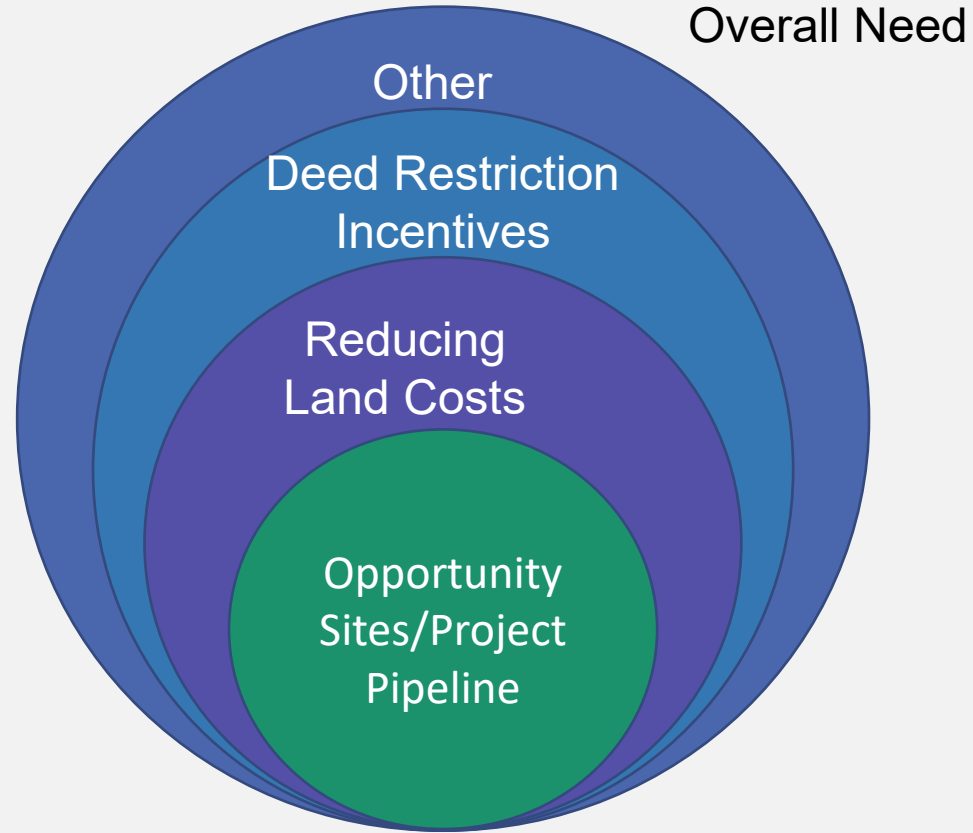 Overall Need
Other
Deed Restriction
Incentives
Reducing
Land Costs
Opportunity
Sites/Project
Pipeline